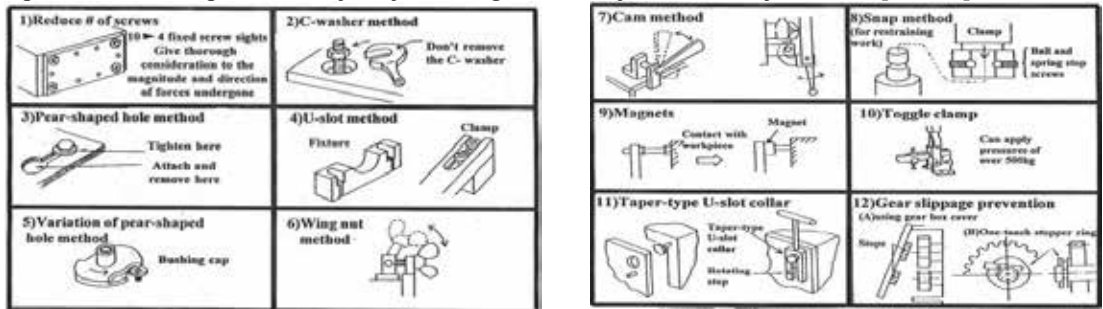 1)Reduce # of screws
10 ► 4 fixed screw sights
Give thorough
consideration to the
magnitude and direction
of forces undergone
2)C-washer method
Don't remove
the C- washer
3)Pear-shaped hole method
Tighten here
Attach and
remove here
4)U-slot method
Fixture
Clamp
5)Variation of pear-shaped
hole method
Bushing cap
6)Wing nut
method
7)Cam method
8)Snap method
(for restraining
work)
Clamp
Ball and
spring stop
screws
9)Magnets
Contact with
workpiece
Magnet
10)Toggle clamp
Can apply
pressures of
over 500kg
11)Taper-type U-slot collar
Taper-type
U-slot
collar
Rotating
stop
12)Gear slippage prevention
(A)using gear box cover
Stops
(B)One-touch stopper ring